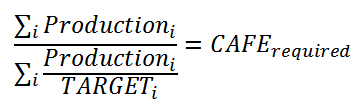 ∑ᵢ Productionᵢ
∑ᵢ Productionᵢ / TARGETᵢ
= CAFE_required